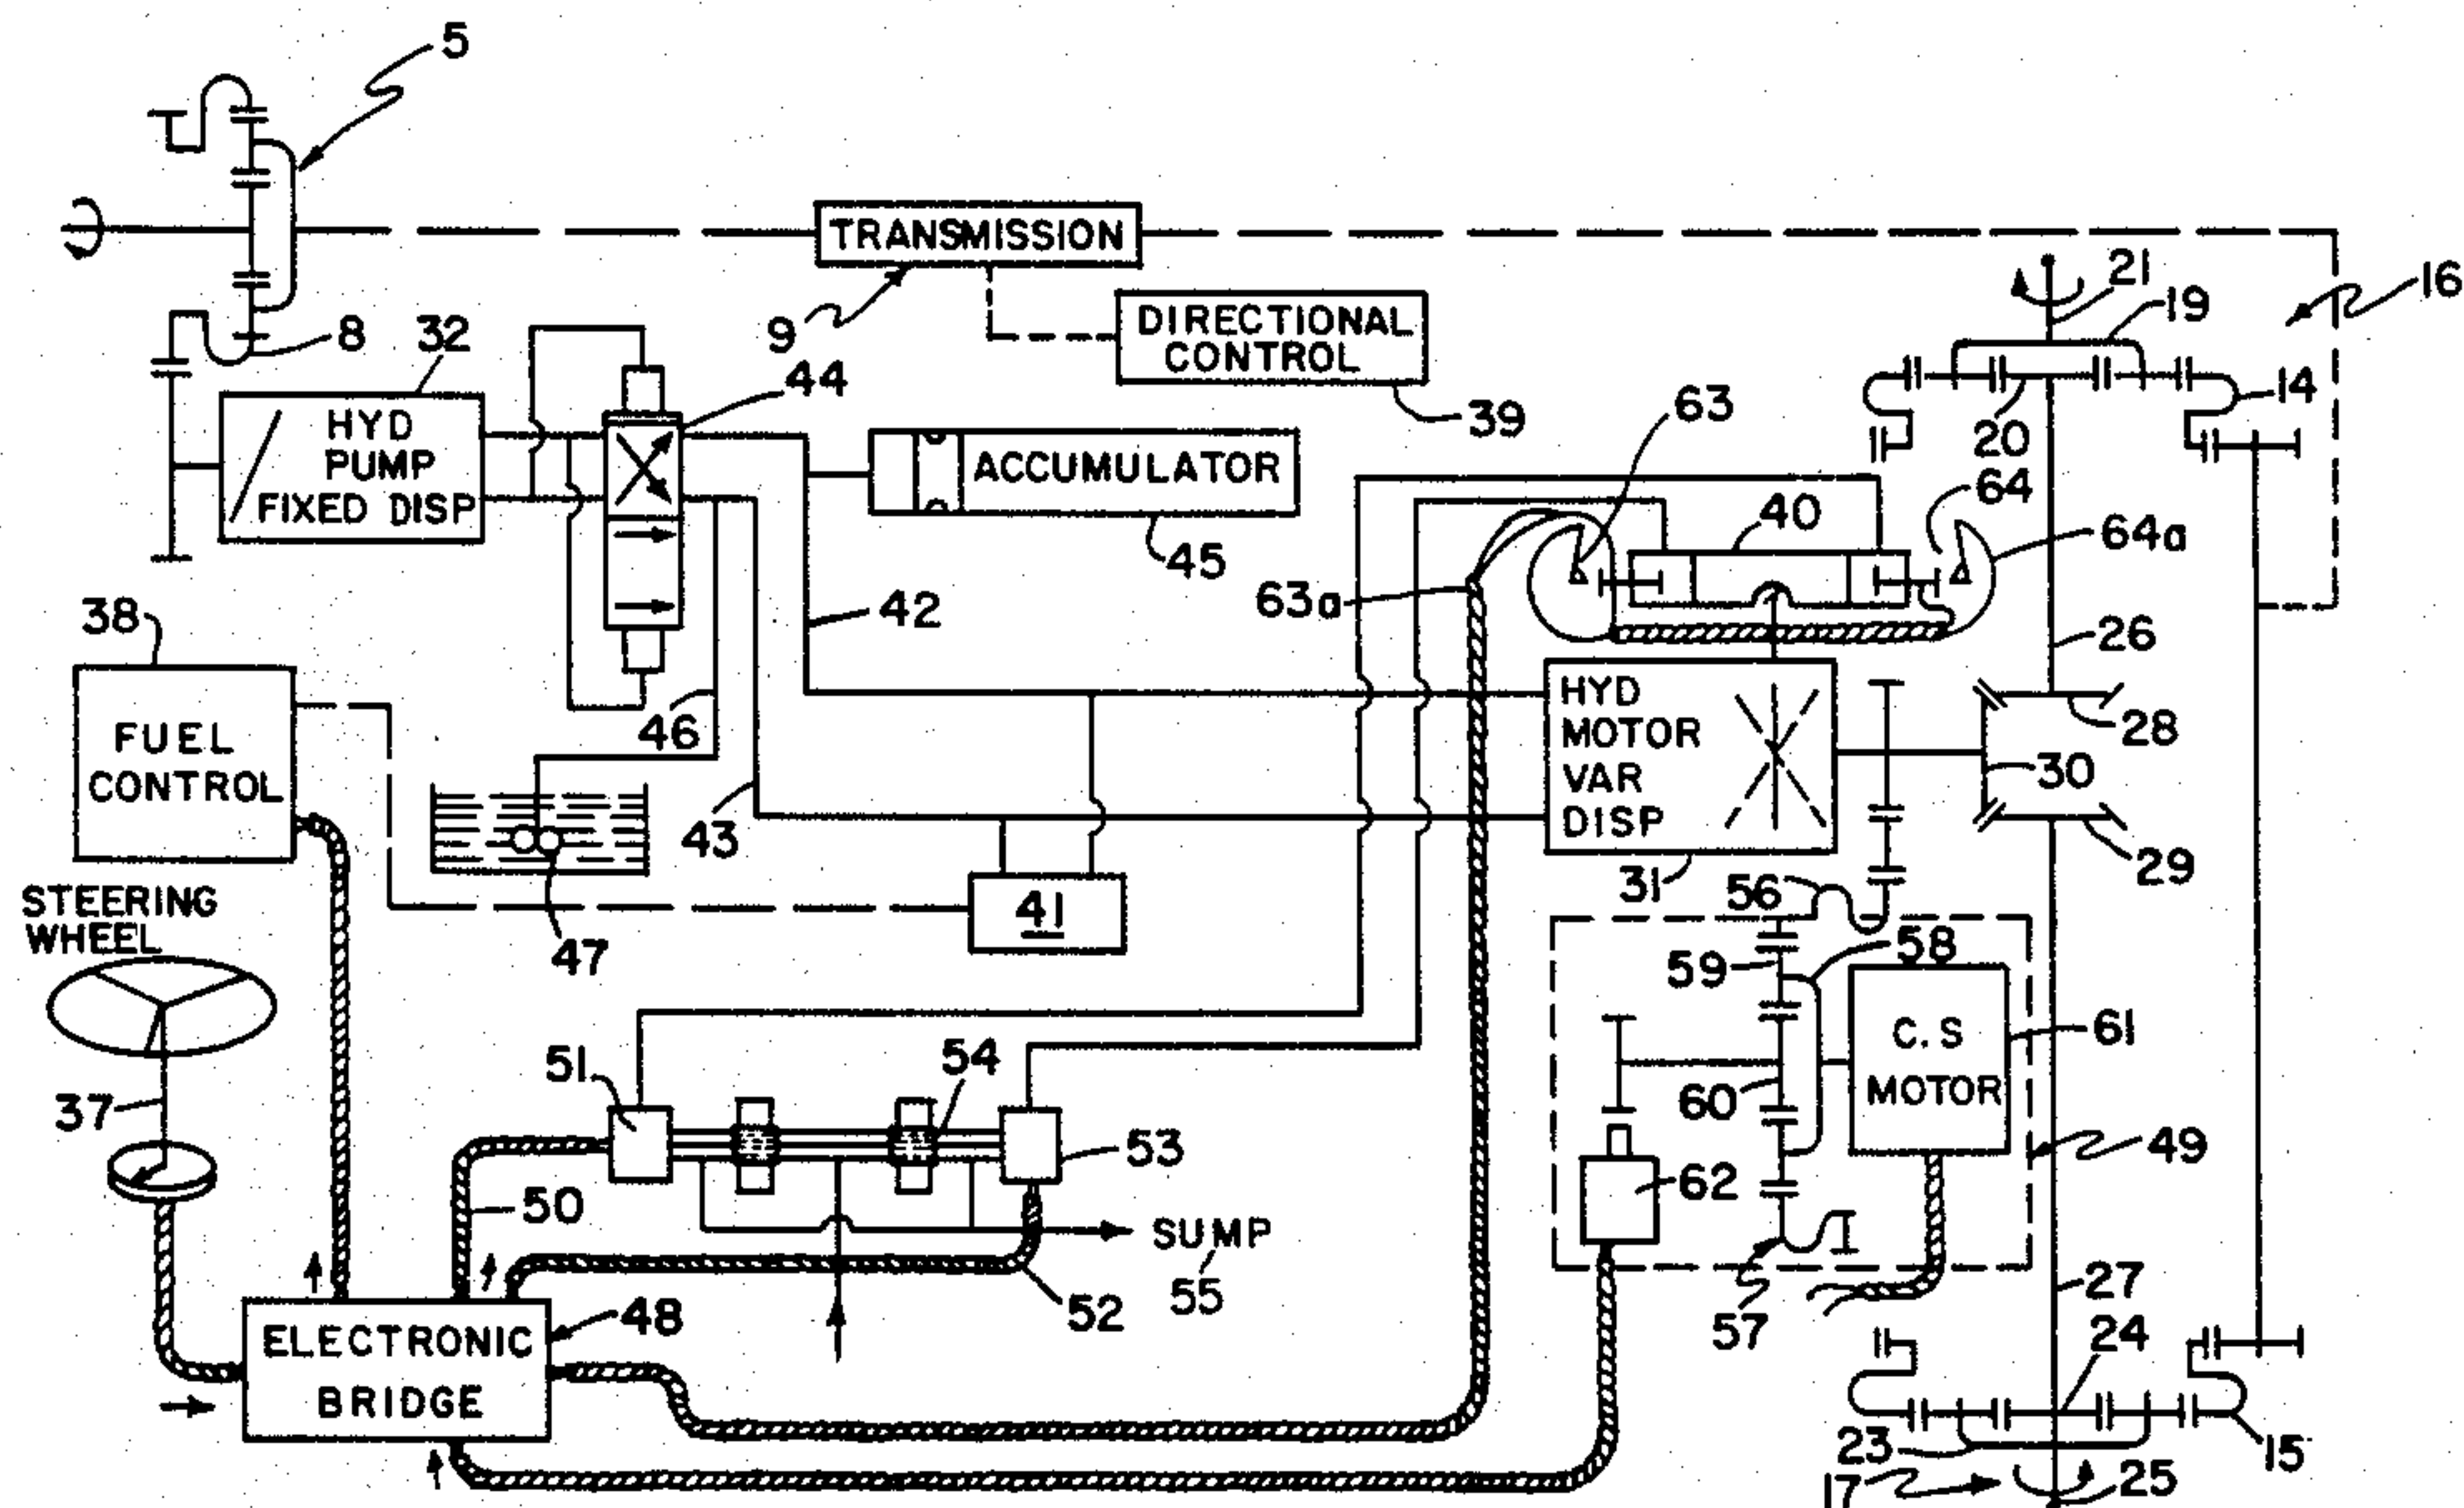 5
TRANSMISSION
9
DIRECTIONAL
CONTROL
39
21
19
16
8
32
44
14
HYD
PUMP
FIXED DISP
ACCUMULATOR
45
63
20
64
40
64a
63a
42
26
38
FUEL
CONTROL
46
43
47
HYD
MOTOR
VAR
DISP
31
28
30
29
41
STEERING
WHEEL
37
56
59
58
C.S
MOTOR
61
60
49
62
57
51
54
53
50
SUMP
55
52
48
ELECTRONIC
BRIDGE
27
24
23
15
17
25